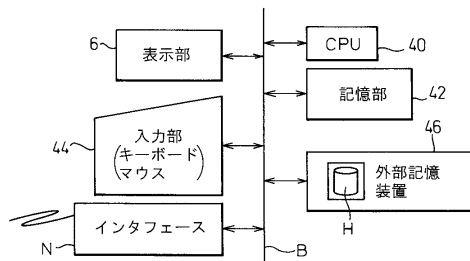 6
表示部
CPU
40
記憶部
42
44
入力部
(キーボード
マウス)
46
外部記憶
装置
H
インタフェース
N
B